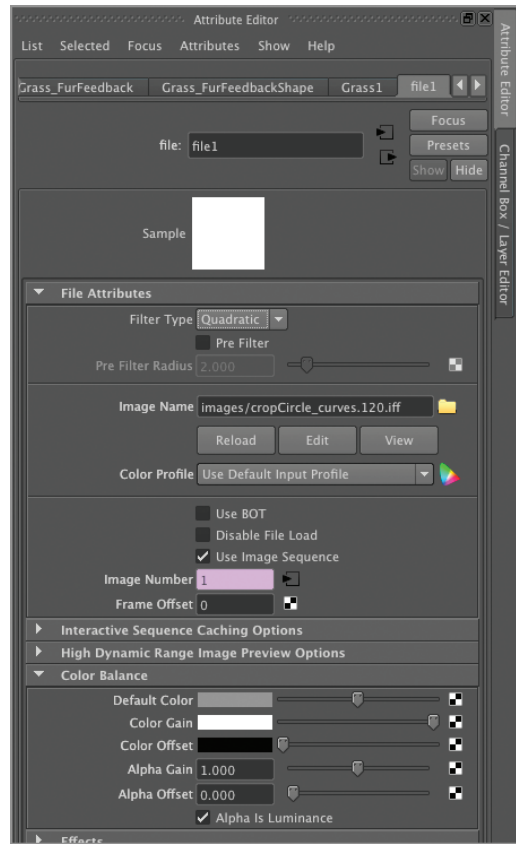 Attribute Editor
List Selected Focus Attributes Show Help
Grass_FurFeedback Grass_FurFeedbackShape Grass1 file1
Focus
file: file1
Presets
Show Hide
Sample
File Attributes
Filter Type Quadratic
Pre Filter
Pre Filter Radius 2.000
Image Name images/cropCircle_curves.120.iff
Reload Edit View
Color Profile Use Default Input Profile
Use BOT
Disable File Load
Use Image Sequence
Image Number 1
Frame Offset 0
Interactive Sequence Caching Options
High Dynamic Range Image Preview Options
Color Balance
Default Color
Color Gain
Color Offset
Alpha Gain 1.000
Alpha Offset 0.000
Alpha Is Luminance
Effects
Attribute Editor
Channel Box / Layer Editor